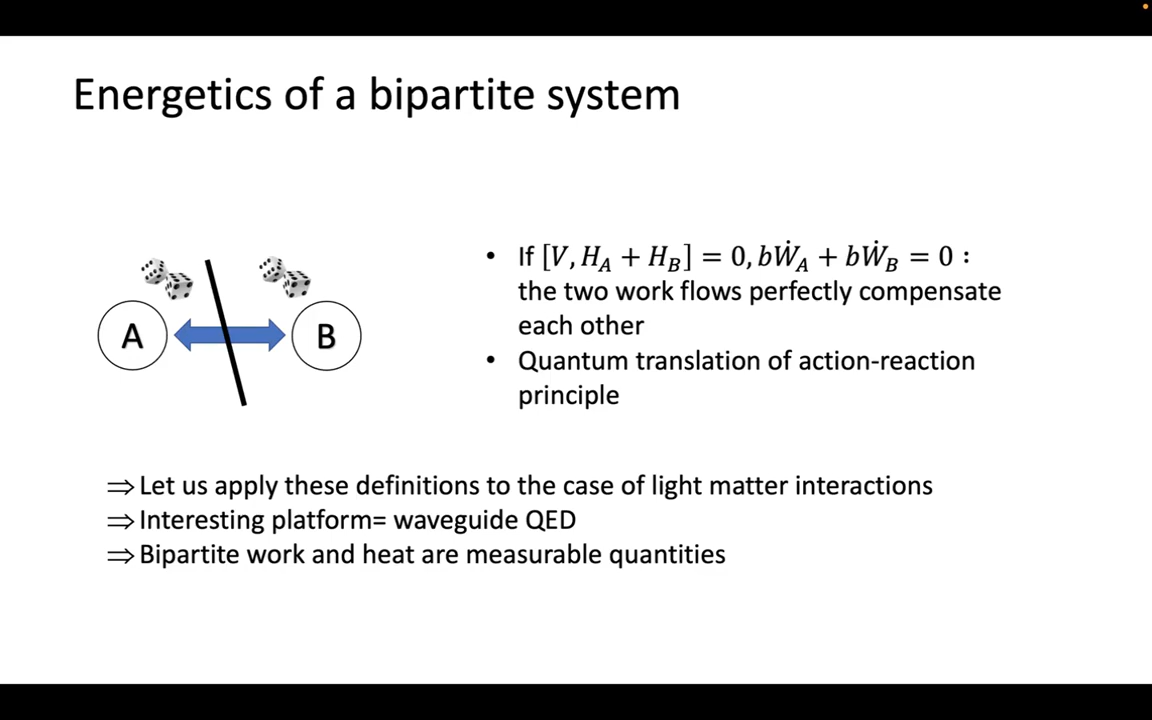 Energetics of a bipartite system
• If [𝑉, 𝐻_𝐴 + 𝐻_𝐵] = 0, 𝑏𝑊̇_𝐴 + 𝑏𝑊̇_𝐵 = 0 :
the two work flows perfectly compensate
each other
• Quantum translation of action-reaction
principle
A
B
⇒ Let us apply these definitions to the case of light matter interactions
⇒ Interesting platform= waveguide QED
⇒ Bipartite work and heat are measurable quantities